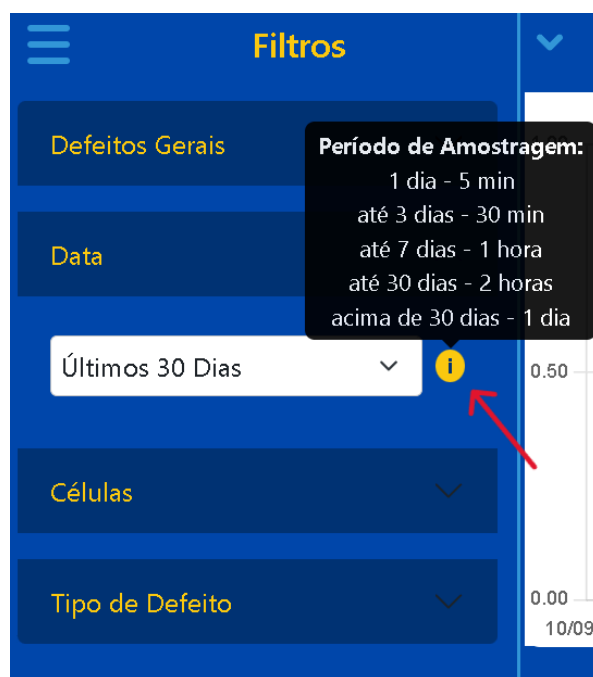 Filtros
Defeitos Gerais
Período de Amostragem:
1 dia - 5 min
até 3 dias - 30 min
até 7 dias - 1 hora
até 30 dias - 2 horas
acima de 30 dias - 1 dia
Data
Últimos 30 Dias
i
0.50
Células
Tipo de Defeito
0.00
10/09